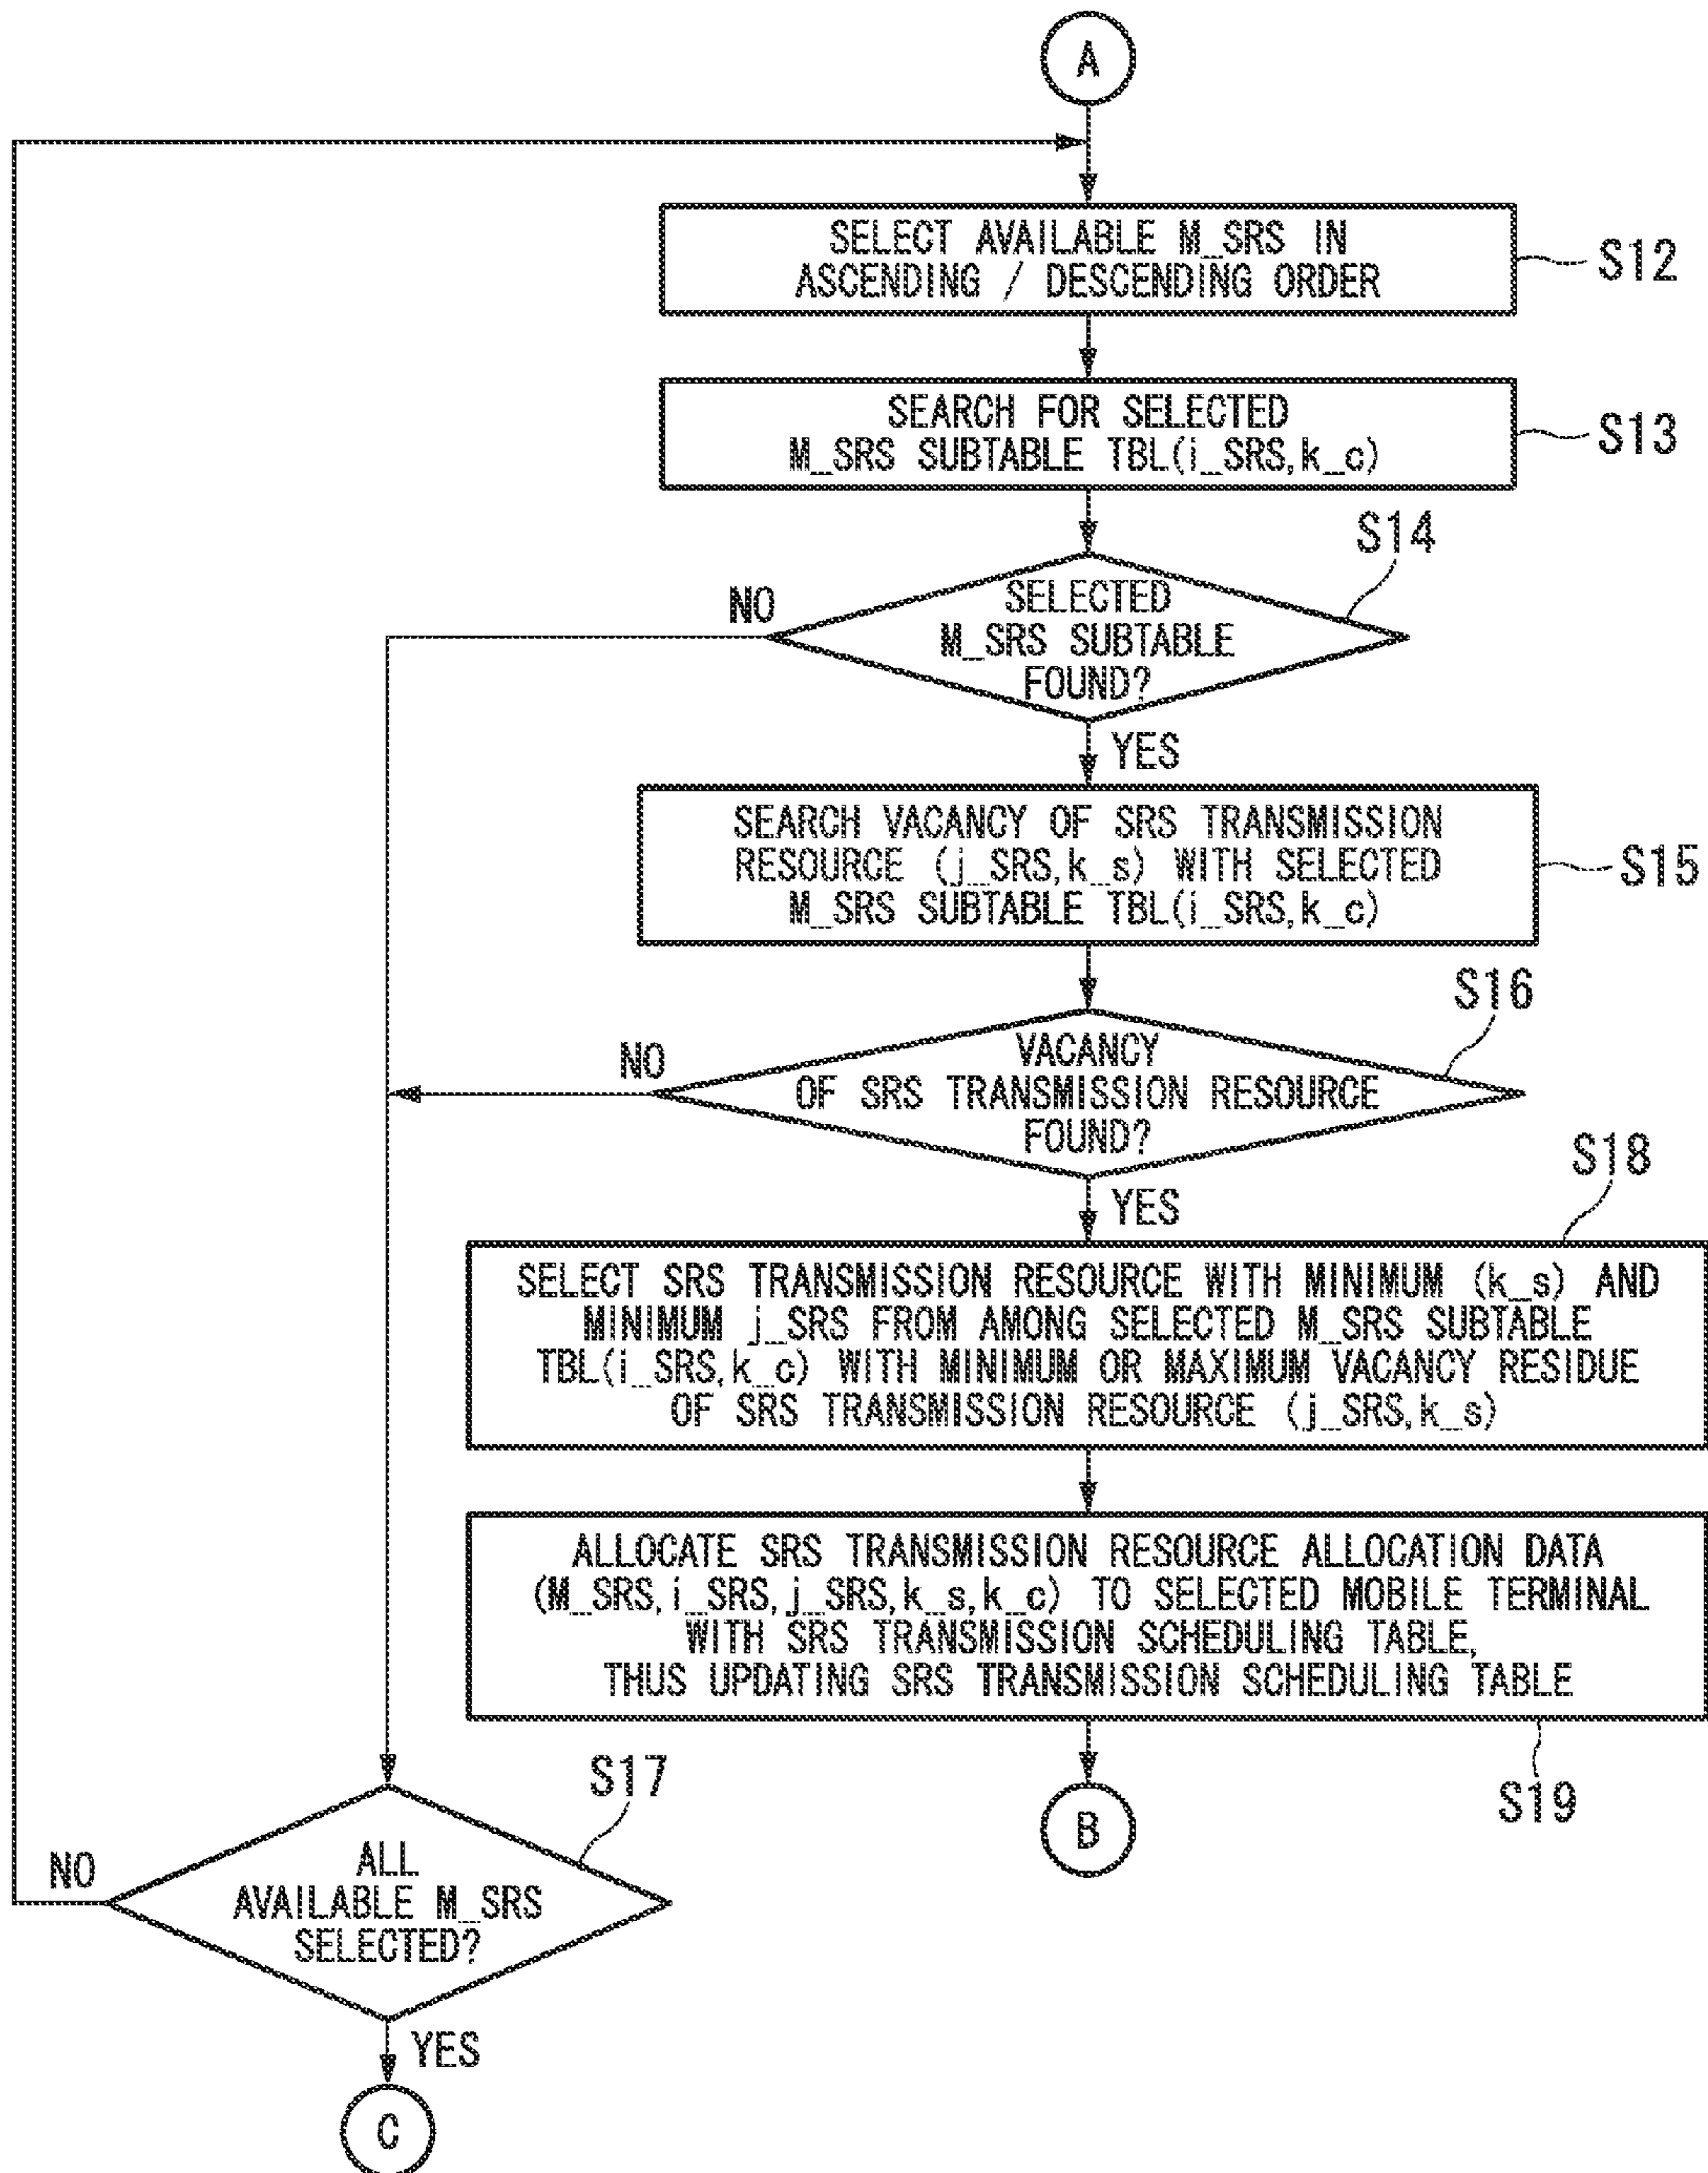 A
SELECT AVAILABLE M_SRS IN
ASCENDING / DESCENDING ORDER
S12
SEARCH FOR SELECTED
M_SRS SUBTABLE TBL(i_SRS,k_c)
S13
S14
NO
SELECTED
M_SRS SUBTABLE
FOUND?
YES
SEARCH VACANCY OF SRS TRANSMISSION
RESOURCE (j_SRS,k_s) WITH SELECTED
M_SRS SUBTABLE TBL(i_SRS,k_c)
S15
S16
NO
VACANCY
OF SRS TRANSMISSION RESOURCE
FOUND?
YES
S18
SELECT SRS TRANSMISSION RESOURCE WITH MINIMUM (k_s) AND
MINIMUM j_SRS FROM AMONG SELECTED M_SRS SUBTABLE
TBL(i_SRS,k_c) WITH MINIMUM OR MAXIMUM VACANCY RESIDUE
OF SRS TRANSMISSION RESOURCE (j_SRS,k_s)
ALLOCATE SRS TRANSMISSION RESOURCE ALLOCATION DATA
(M_SRS,i_SRS,j_SRS,k_s,k_c) TO SELECTED MOBILE TERMINAL
WITH SRS TRANSMISSION SCHEDULING TABLE,
THUS UPDATING SRS TRANSMISSION SCHEDULING TABLE
S19
B
S17
NO
ALL
AVAILABLE M_SRS
SELECTED?
YES
C